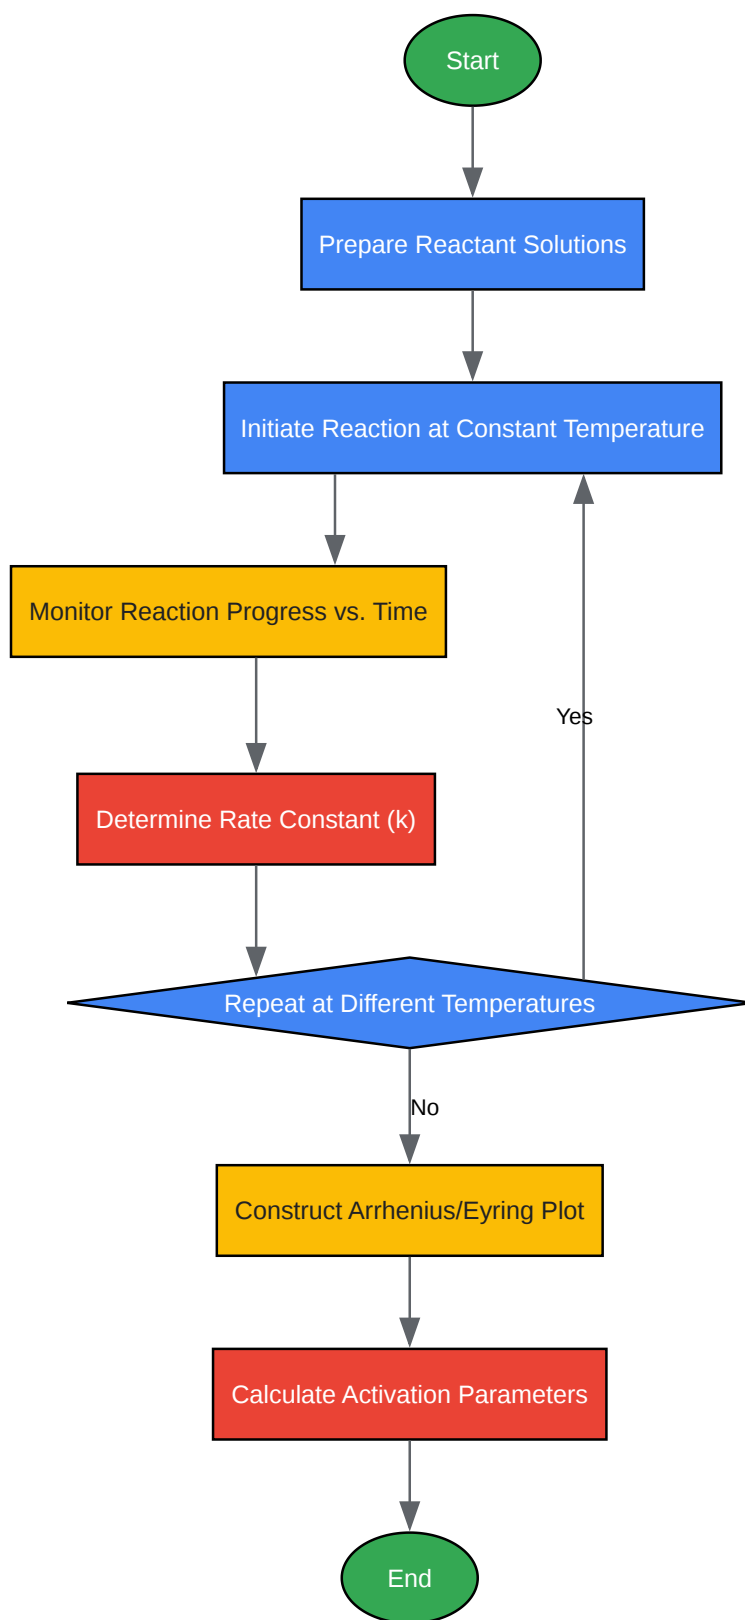 Start
Prepare Reactant Solutions
Initiate Reaction at Constant Temperature
Monitor Reaction Progress vs. Time
Yes
Determine Rate Constant (k)
Repeat at Different Temperatures
No
Construct Arrhenius/Eyring Plot
Calculate Activation Parameters
End